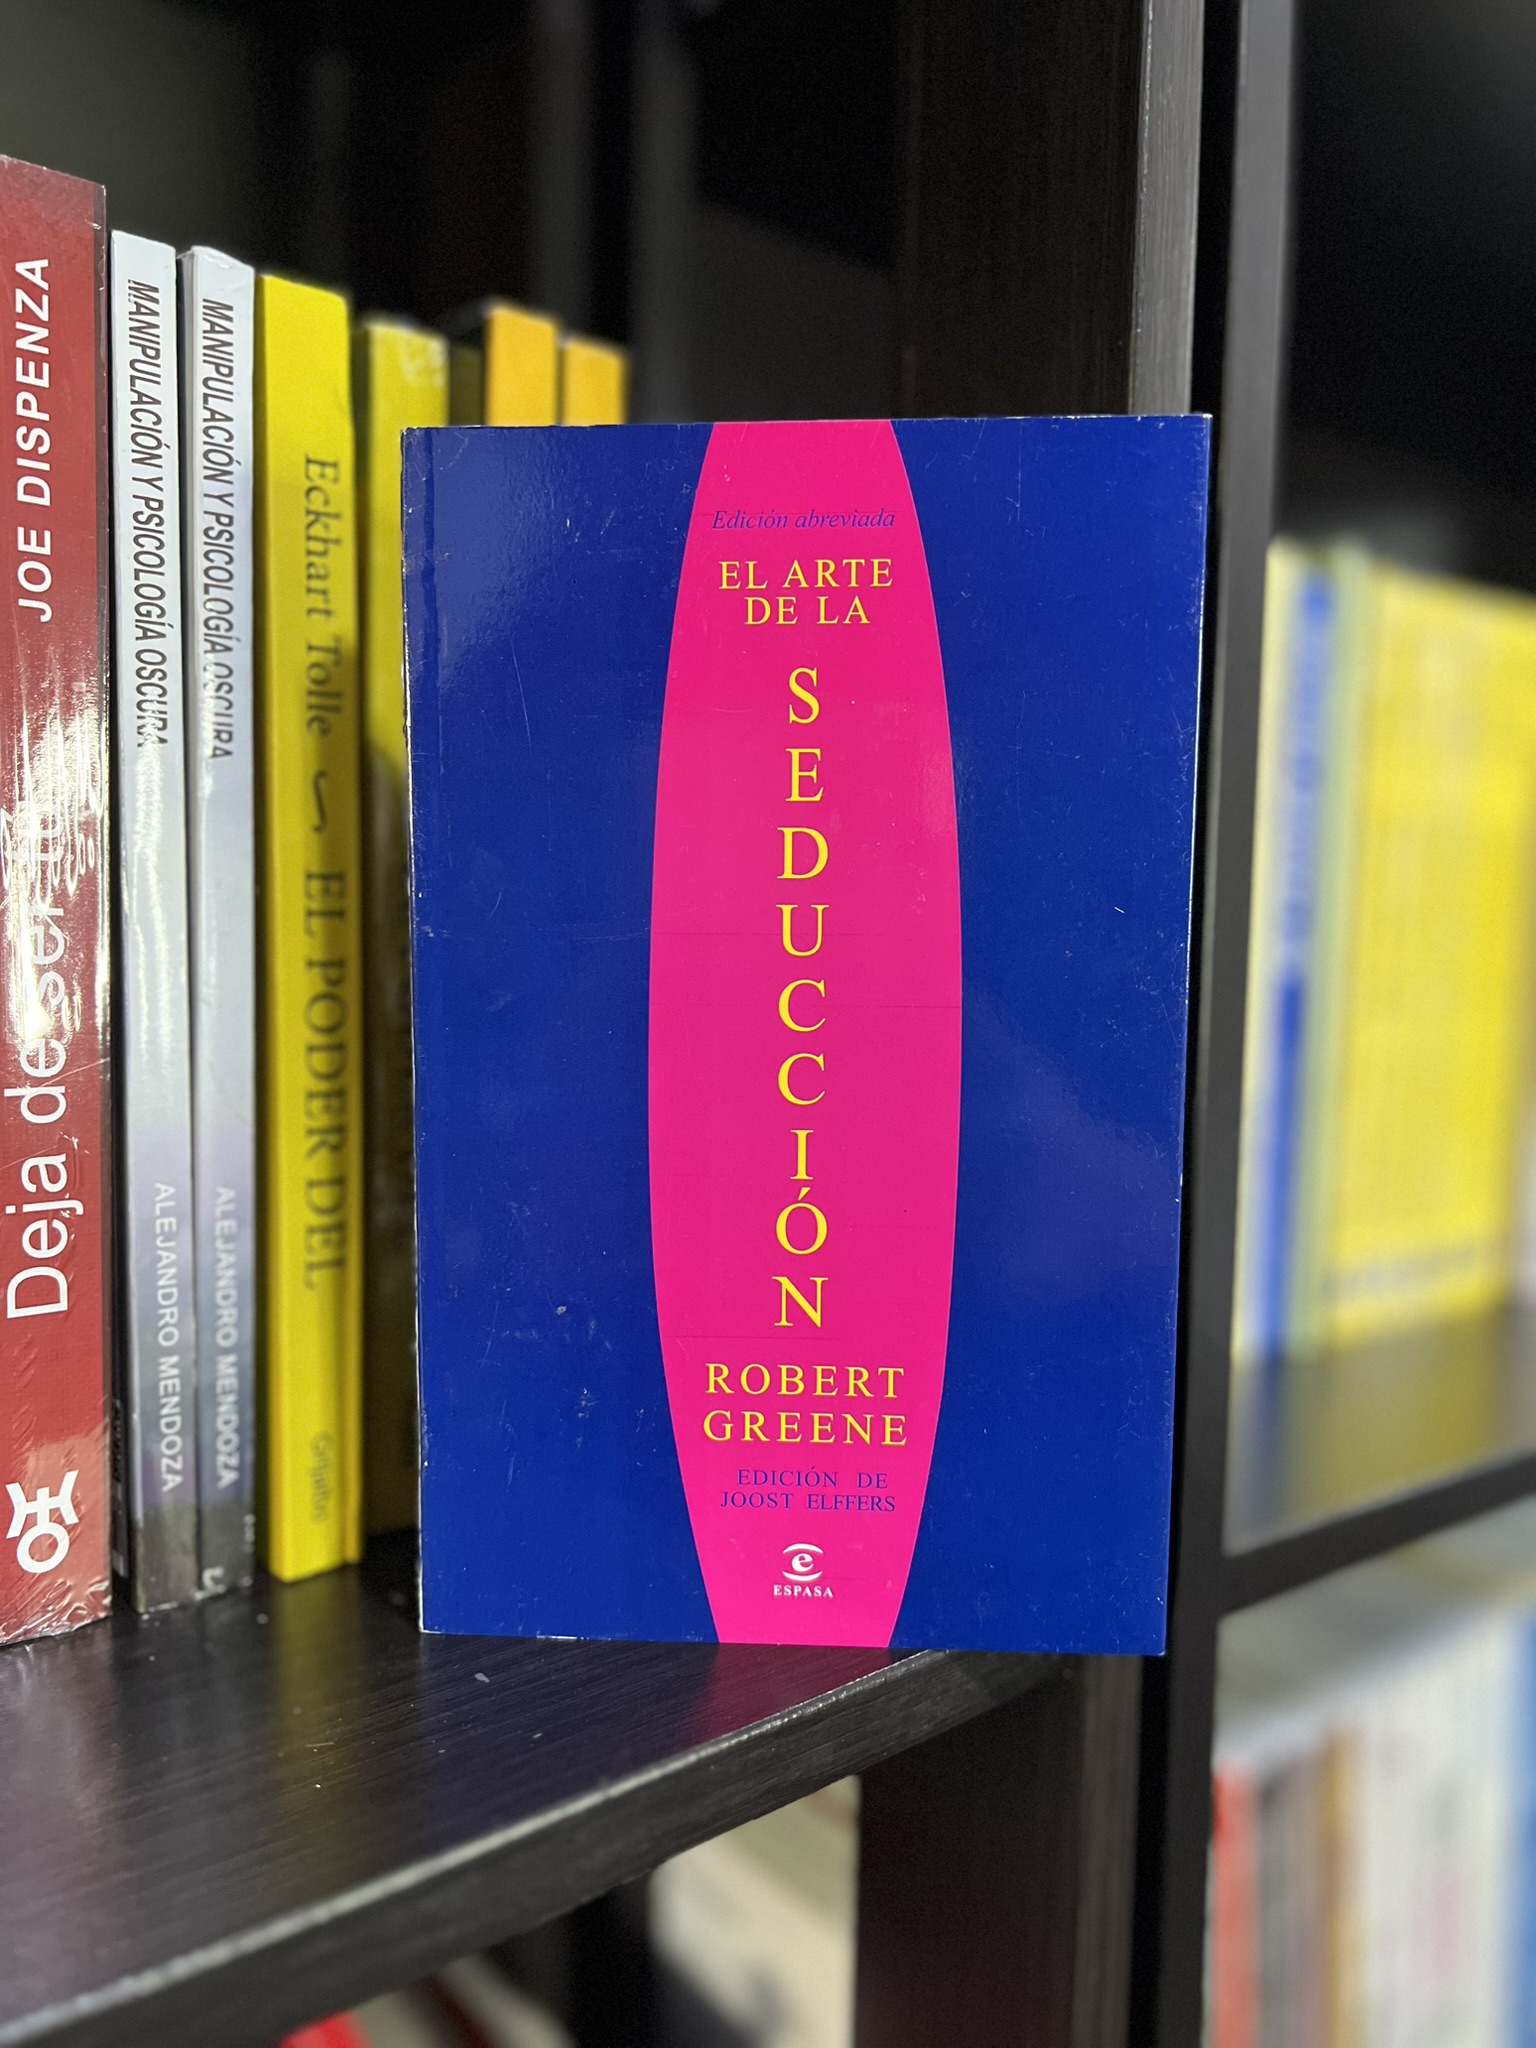 JOE DISPENZA
Deja de ser tú
MANIPULACIÓN Y PSICOLOGÍA OSCURA
ALEJANDRO MENDOZA
MANIPULACIÓN Y PSICOLOGÍA OSCURA
ALEJANDRO MENDOZA
Eckhart Tolle
EL PODER DEL
Grijalbo
Edición abreviada
EL ARTE
DE LA
SEDUCCIÓN
ROBERT
GREENE
EDICIÓN DE
JOOST ELFFERS
e
ESPASA